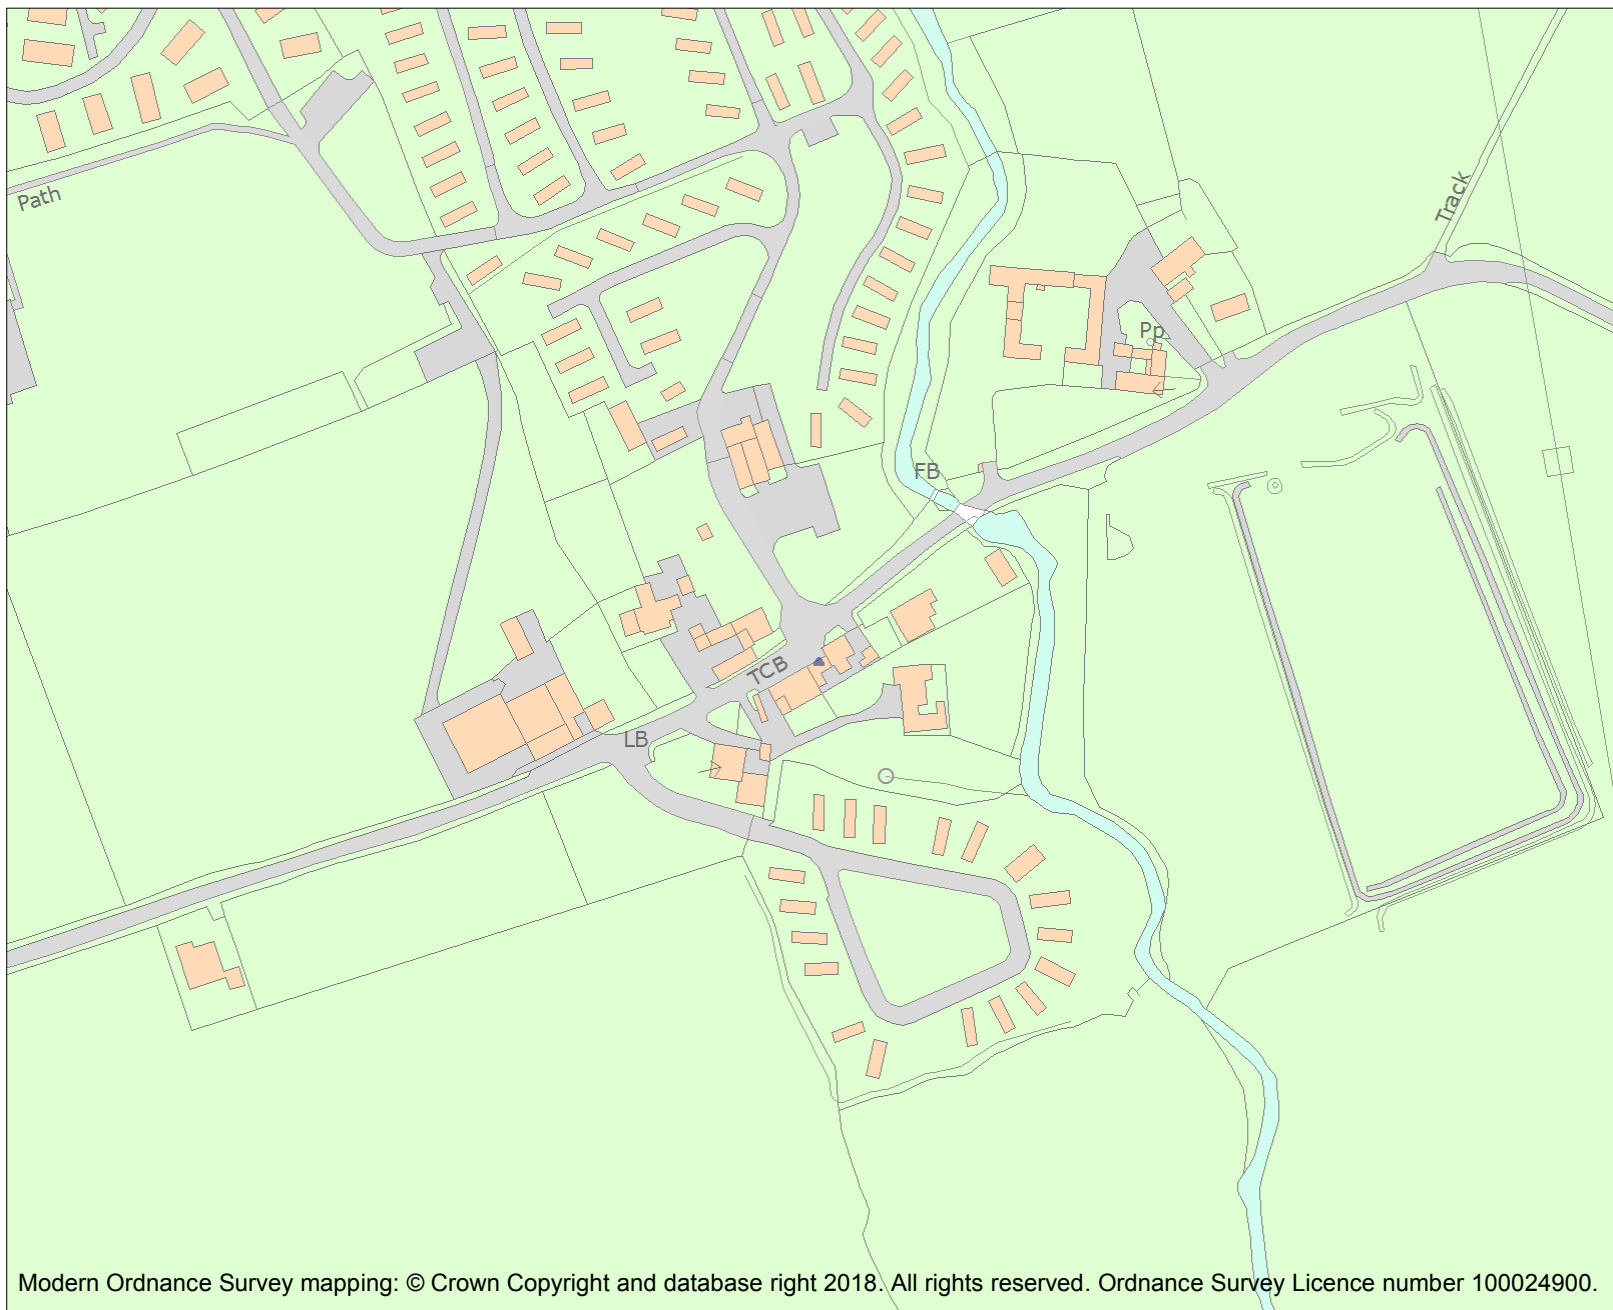 Path
Track
Pp
FB
TCB
LB
Modern Ordnance Survey mapping: © Crown Copyright and database right 2018. All rights reserved. Ordnance Survey Licence number 100024900.